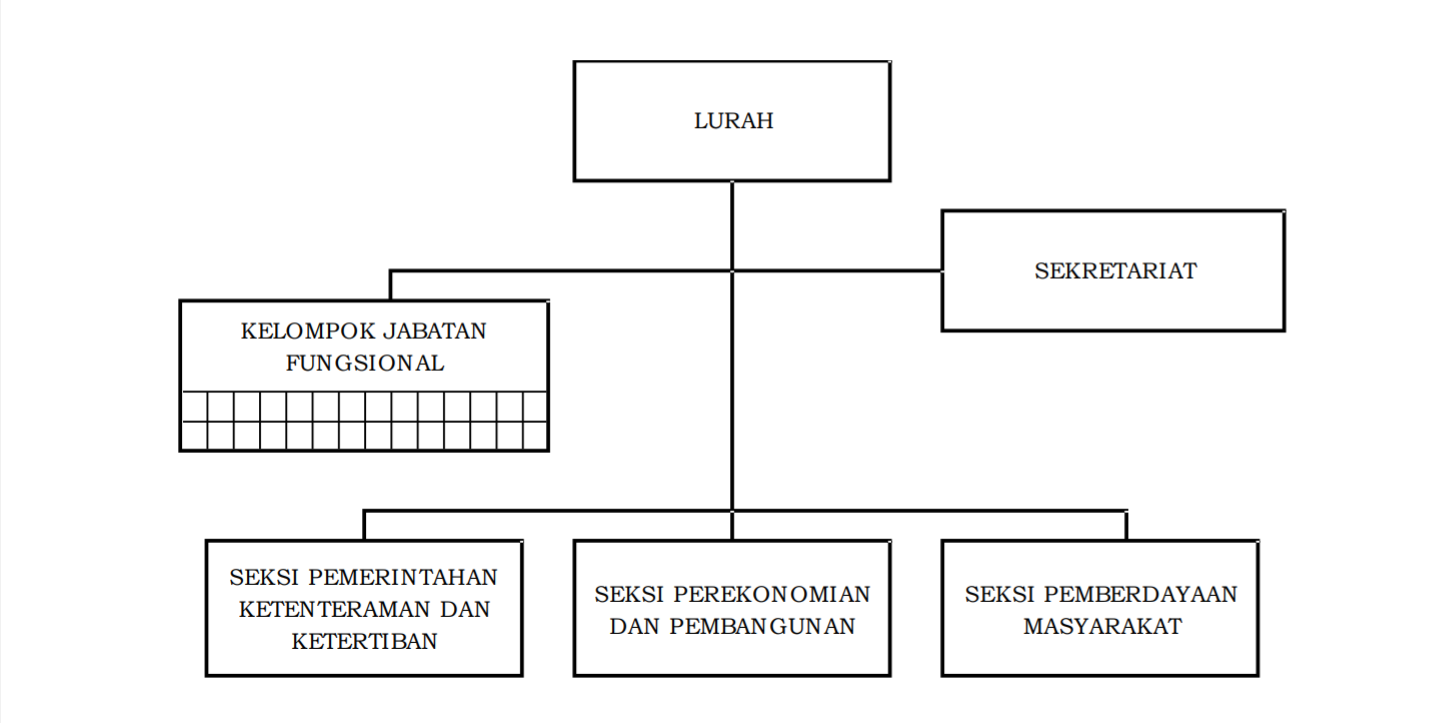 LURAH
SEKRETARIAT
KELOMPOK JABATAN
FUNGSIONAL
SEKSI PEMERINTAHAN
KETENTERAMAN DAN
KETERTIBAN
SEKSI PEREKONOMIAN
DAN PEMBANGUNAN
SEKSI PEMBERDAYAAN
MASYARAKAT